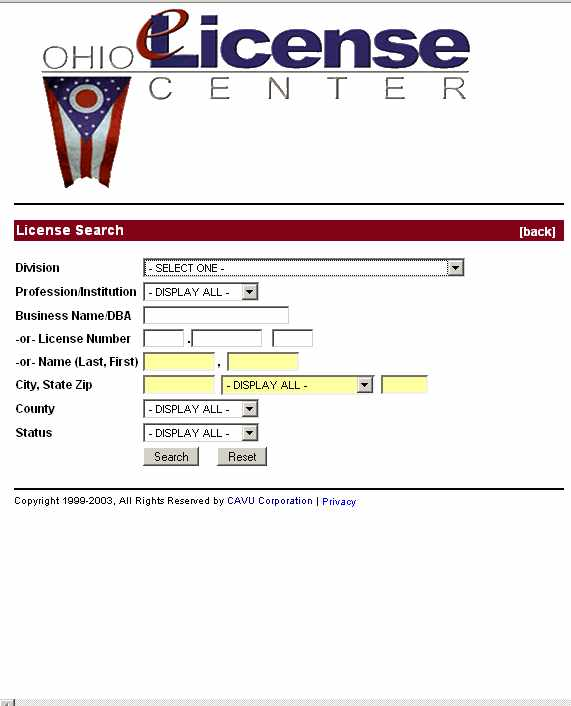 OHIO eLicense
CENTER
License Search [back]
Division - SELECT ONE -
Profession/Institution - DISPLAY ALL -
Business Name/DBA
-or- License Number .
-or- Name (Last, First) ,
City, State Zip - DISPLAY ALL -
County - DISPLAY ALL -
Status - DISPLAY ALL -
Search Reset
Copyright 1999-2003, All Rights Reserved by CAVU Corporation | Privacy